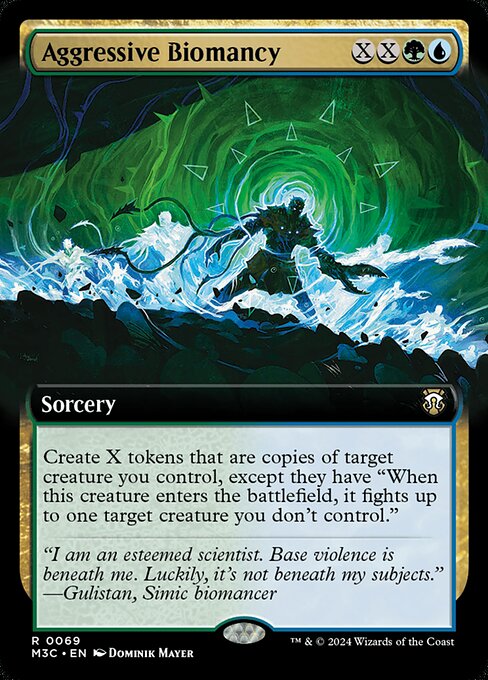 Aggressive Biomancy XX
Sorcery
Create X tokens that are copies of target
creature you control, except they have “When
this creature enters the battlefield, it fights up
to one target creature you don’t control.”
“I am an esteemed scientist. Base violence is
beneath me. Luckily, it’s not beneath my subjects.”
—Gulistan, Simic biomancer
R 0069
M3C • EN Dominik Mayer
™ & © 2024 Wizards of the Coast